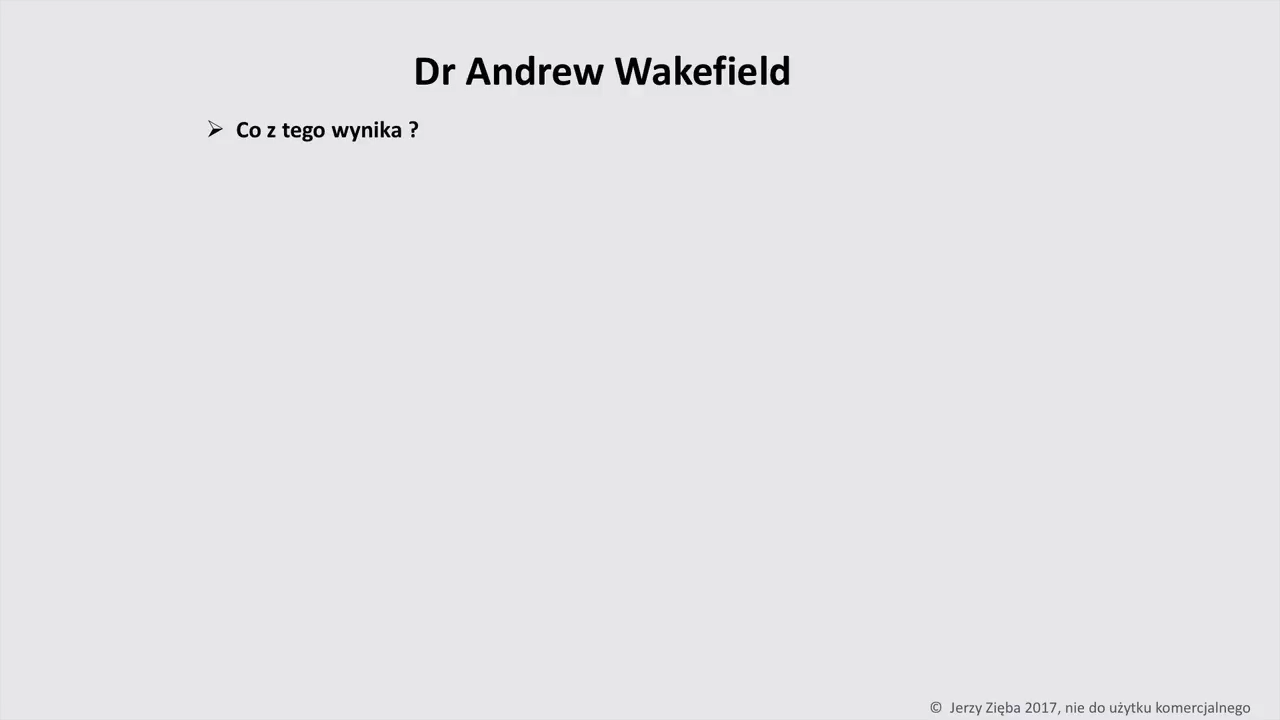 Dr Andrew Wakefield
➢ Co z tego wynika ?
© Jerzy Zięba 2017, nie do użytku komercjalnego